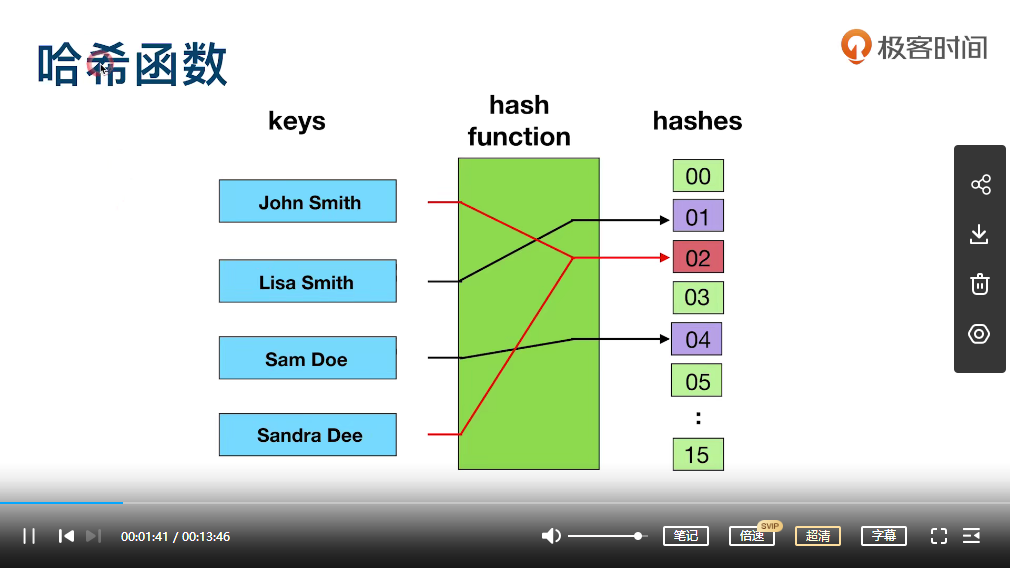 哈希函数
极客时间
keys
hash
function
hashes
John Smith
Lisa Smith
Sam Doe
Sandra Dee
00
01
02
03
04
05
:
15
00:01:41 / 00:13:46
笔记
倍速
SVIP
超清
字幕